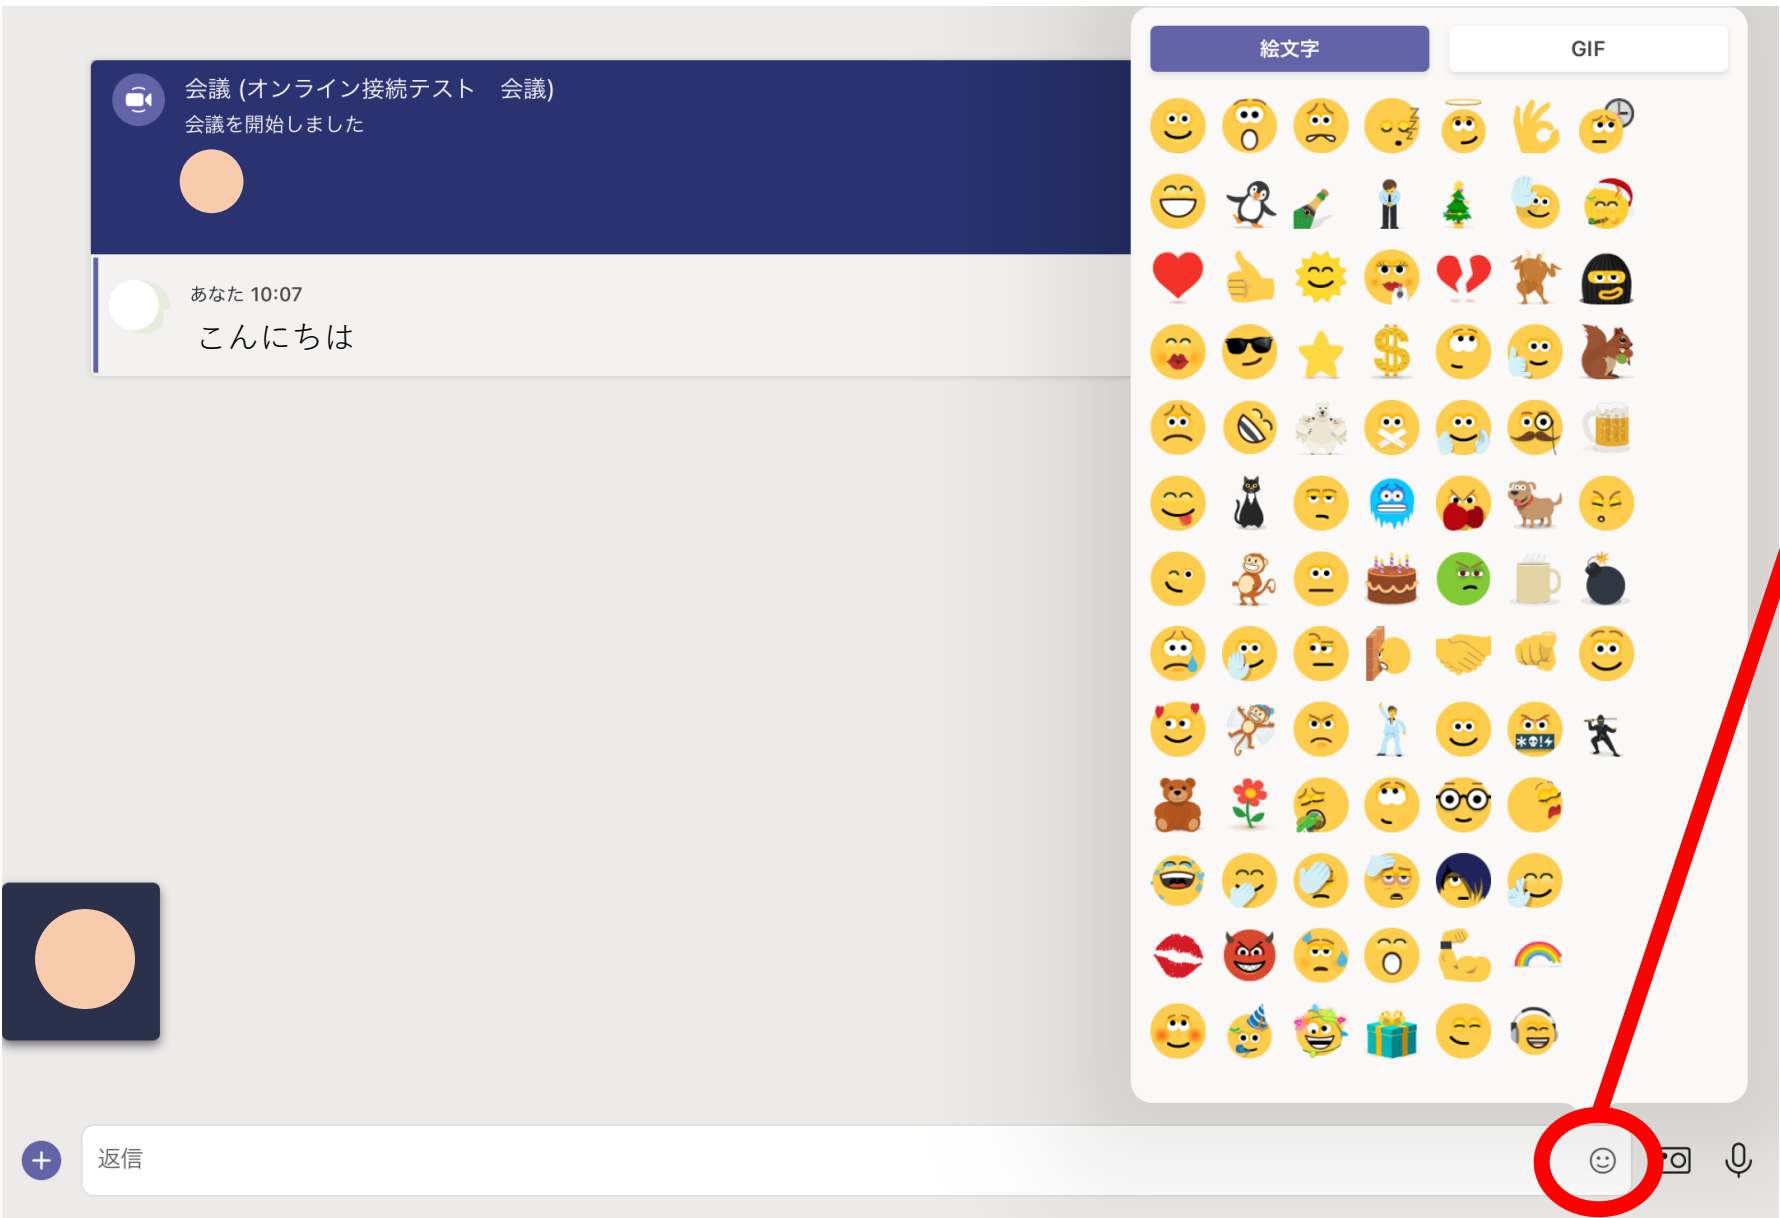 会議 (オンライン接続テスト　会議)
会議を開始しました
あなた 10:07
こんにちは
絵文字
GIF
返信